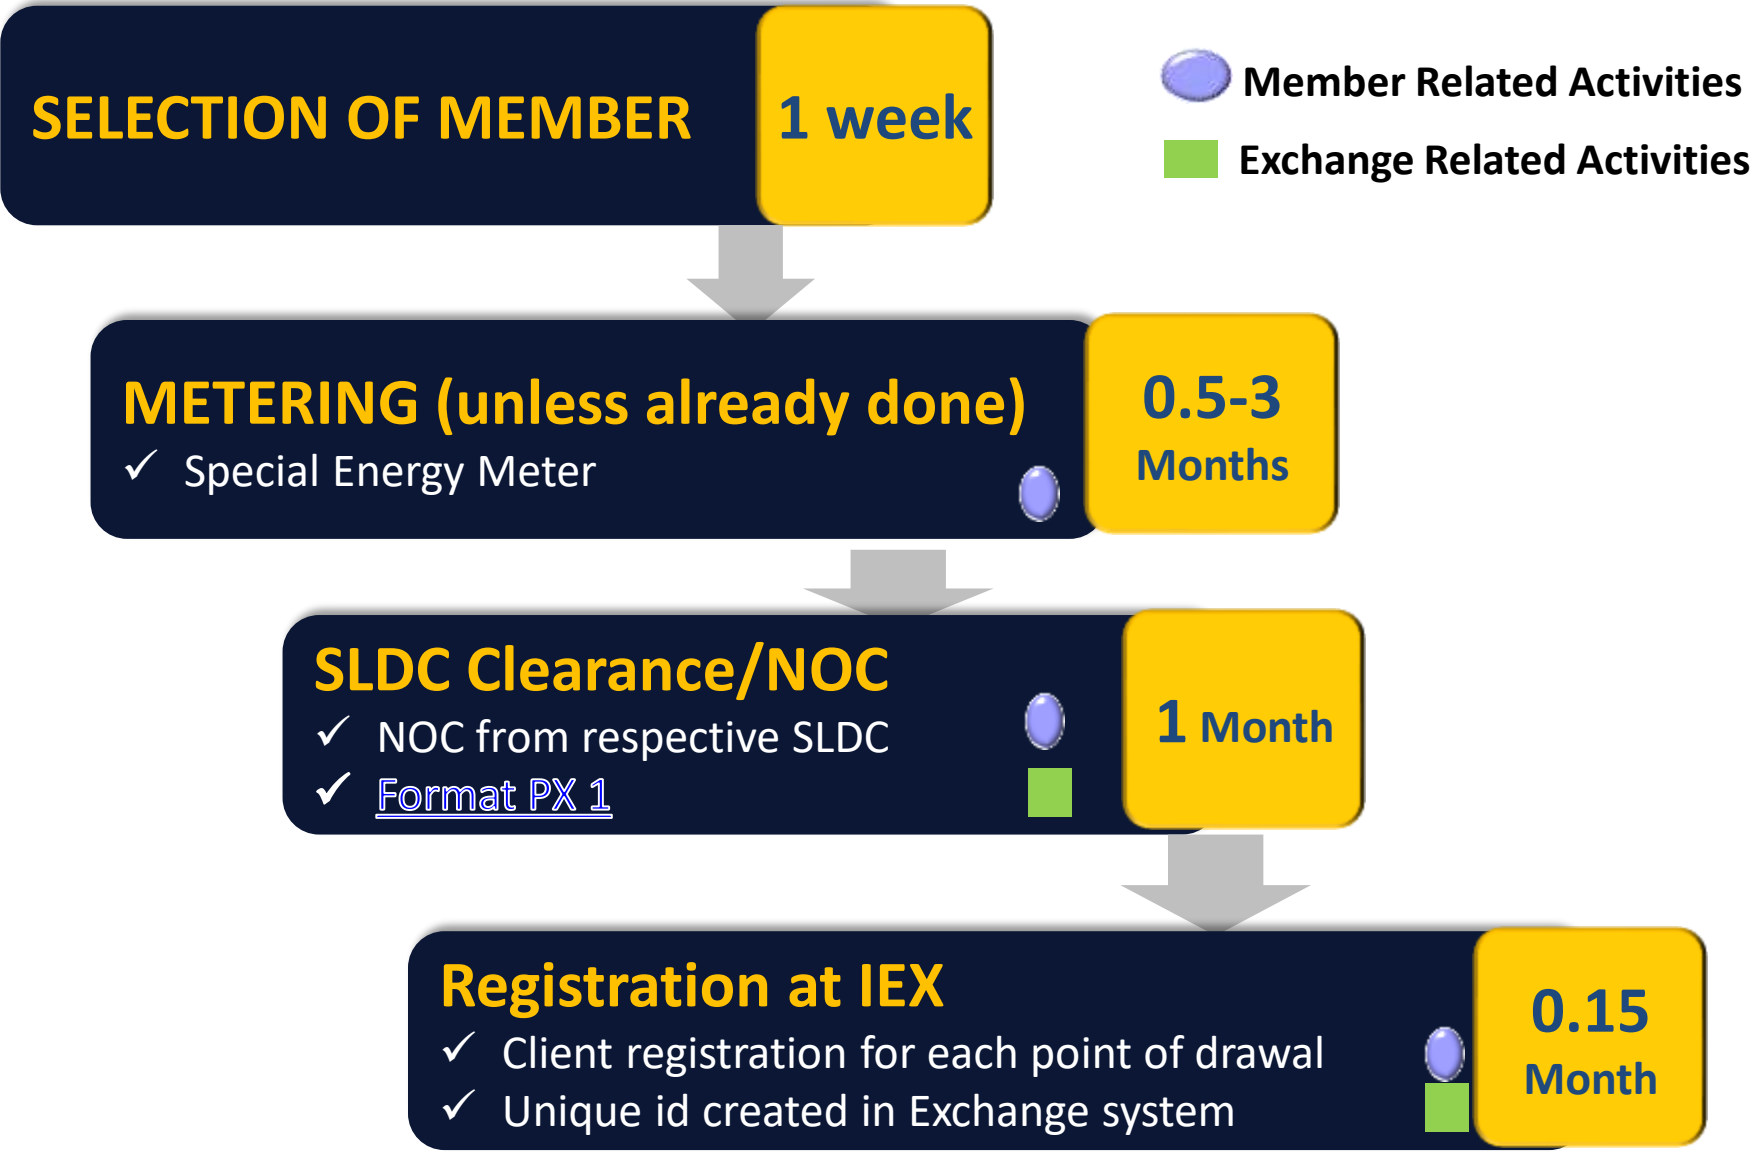 SELECTION OF MEMBER
1 week
Member Related Activities
Exchange Related Activities
METERING (unless already done)
✓ Special Energy Meter
0.5-3
Months
SLDC Clearance/NOC
✓ NOC from respective SLDC
✓ Format PX 1
1 Month
Registration at IEX
✓ Client registration for each point of drawal
✓ Unique id created in Exchange system
0.15
Month